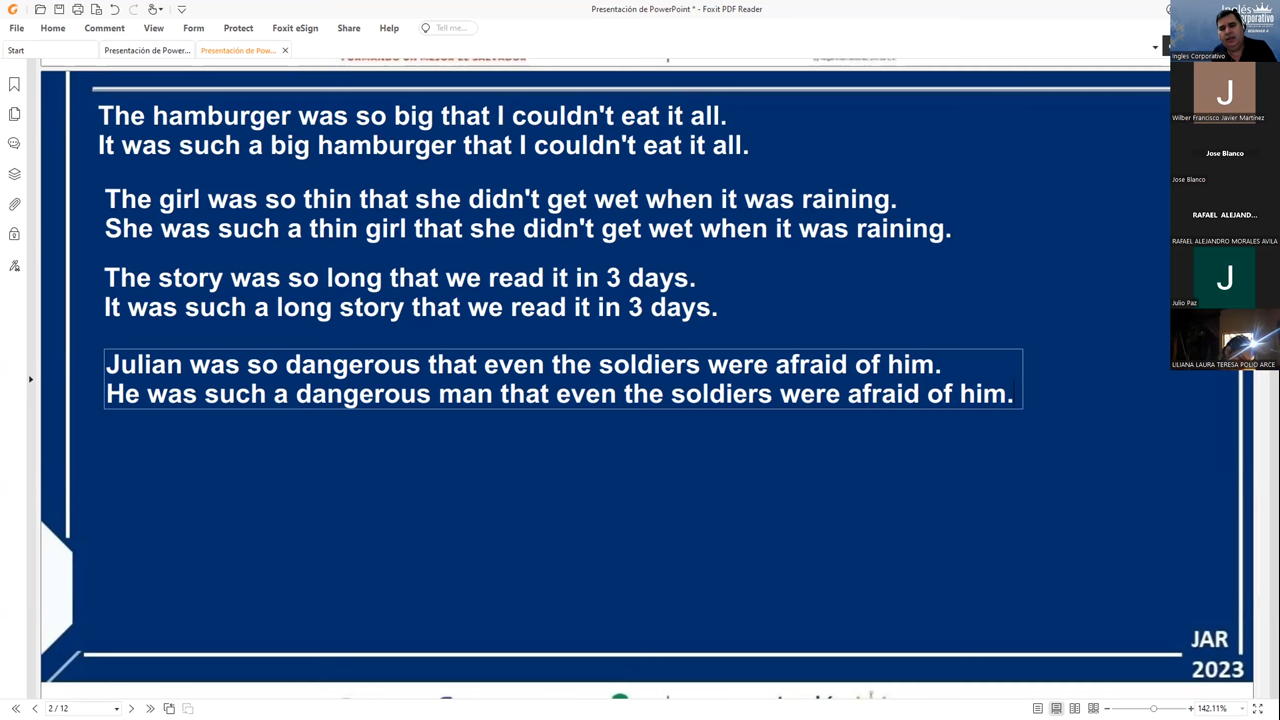 Presentación de PowerPoint * - Foxit PDF Reader
File Home Comment View Form Protect Foxit eSign Share Help Tell me...
Start Presentación de Power... Presentación de Pow...
The hamburger was so big that I couldn't eat it all.
It was such a big hamburger that I couldn't eat it all.
The girl was so thin that she didn't get wet when it was raining.
She was such a thin girl that she didn't get wet when it was raining.
The story was so long that we read it in 3 days.
It was such a long story that we read it in 3 days.
Julian was so dangerous that even the soldiers were afraid of him.
He was such a dangerous man that even the soldiers were afraid of him.
JAR
2023
Inglés
Corporativo
BEGINNER A
Ingles Corporativo
J
Wilber Francisco Javier Martinez
Jose Blanco
Jose Blanco
RAFAEL ALEJAND...
RAFAEL ALEJANDRO MORALES AVILA
J
Julio Paz
LILIANA LAURA TERESA POLIO ARCE
2 / 12
142.11%